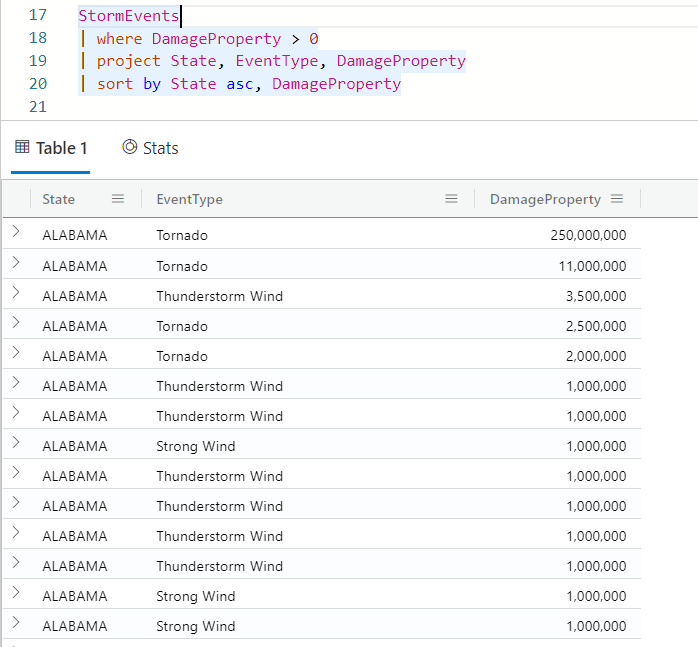 17 StormEvents
18 | where DamageProperty > 0
19 | project State, EventType, DamageProperty
20 | sort by State asc, DamageProperty
21
Table 1 Stats
State EventType DamageProperty
ALABAMA Tornado 250,000,000
ALABAMA Tornado 11,000,000
ALABAMA Thunderstorm Wind 3,500,000
ALABAMA Tornado 2,500,000
ALABAMA Tornado 2,000,000
ALABAMA Thunderstorm Wind 1,000,000
ALABAMA Thunderstorm Wind 1,000,000
ALABAMA Strong Wind 1,000,000
ALABAMA Thunderstorm Wind 1,000,000
ALABAMA Thunderstorm Wind 1,000,000
ALABAMA Thunderstorm Wind 1,000,000
ALABAMA Thunderstorm Wind 1,000,000
ALABAMA Strong Wind 1,000,000
ALABAMA Strong Wind 1,000,000